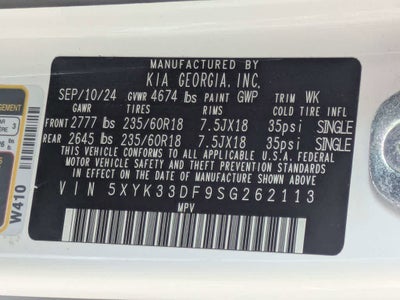 MANUFACTURED BY
KIA GEORGIA. INC.
SEP/10/24 GVWR 4674 lbs PAINT GWP TRIM WK
GAWR TIRES RIMS COLD TIRE INFL
FRONT 2777 lbs 235/60R18 7.5JX18 35psi SINGLE
REAR 2645 lbs 235/60R18 7.5JX18 35psi SINGLE
THIS VEHICLE CONFORMS TO ALL APPLICABLE U.S.A. FEDERAL
MOTOR VEHICLE SAFETY, BUMPER, AND THEFT PREVENTION
STANDARDS IN EFFECT ON THE DATE OF MANUFACTURE
SHOWN ABOVE.
VIN 5XYK33DF9SG262113
MPV
W410